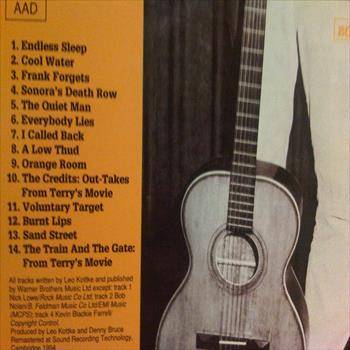 AAD
1. Endless Sleep
2. Cool Water
3. Frank Forgets
4. Sonora's Death Row
5. The Quiet Man
6. Everybody Lies
7. I Called Back
8. A Low Thud
9. Orange Room
10. The Credits: Out-Takes
From Terry's Movie
11. Voluntary Target
12. Burnt Lips
13. Sand Street
14. The Train And The Gate:
From Terry's Movie
All tracks written by Leo Kottke and published
by Warner Brothers Music Ltd except: track 1
Nick Lowe/Rock Music Co Ltd; track 2 Bob
Nolan/B. Feldman Music Co Ltd/EMI Music
(MCPS); track 4 Kevin Blackie Farrell/
Copyright Control.
Produced by Leo Kottke and Denny Bruce
Remastered at Sound Recording Technology,
Cambridge 1994